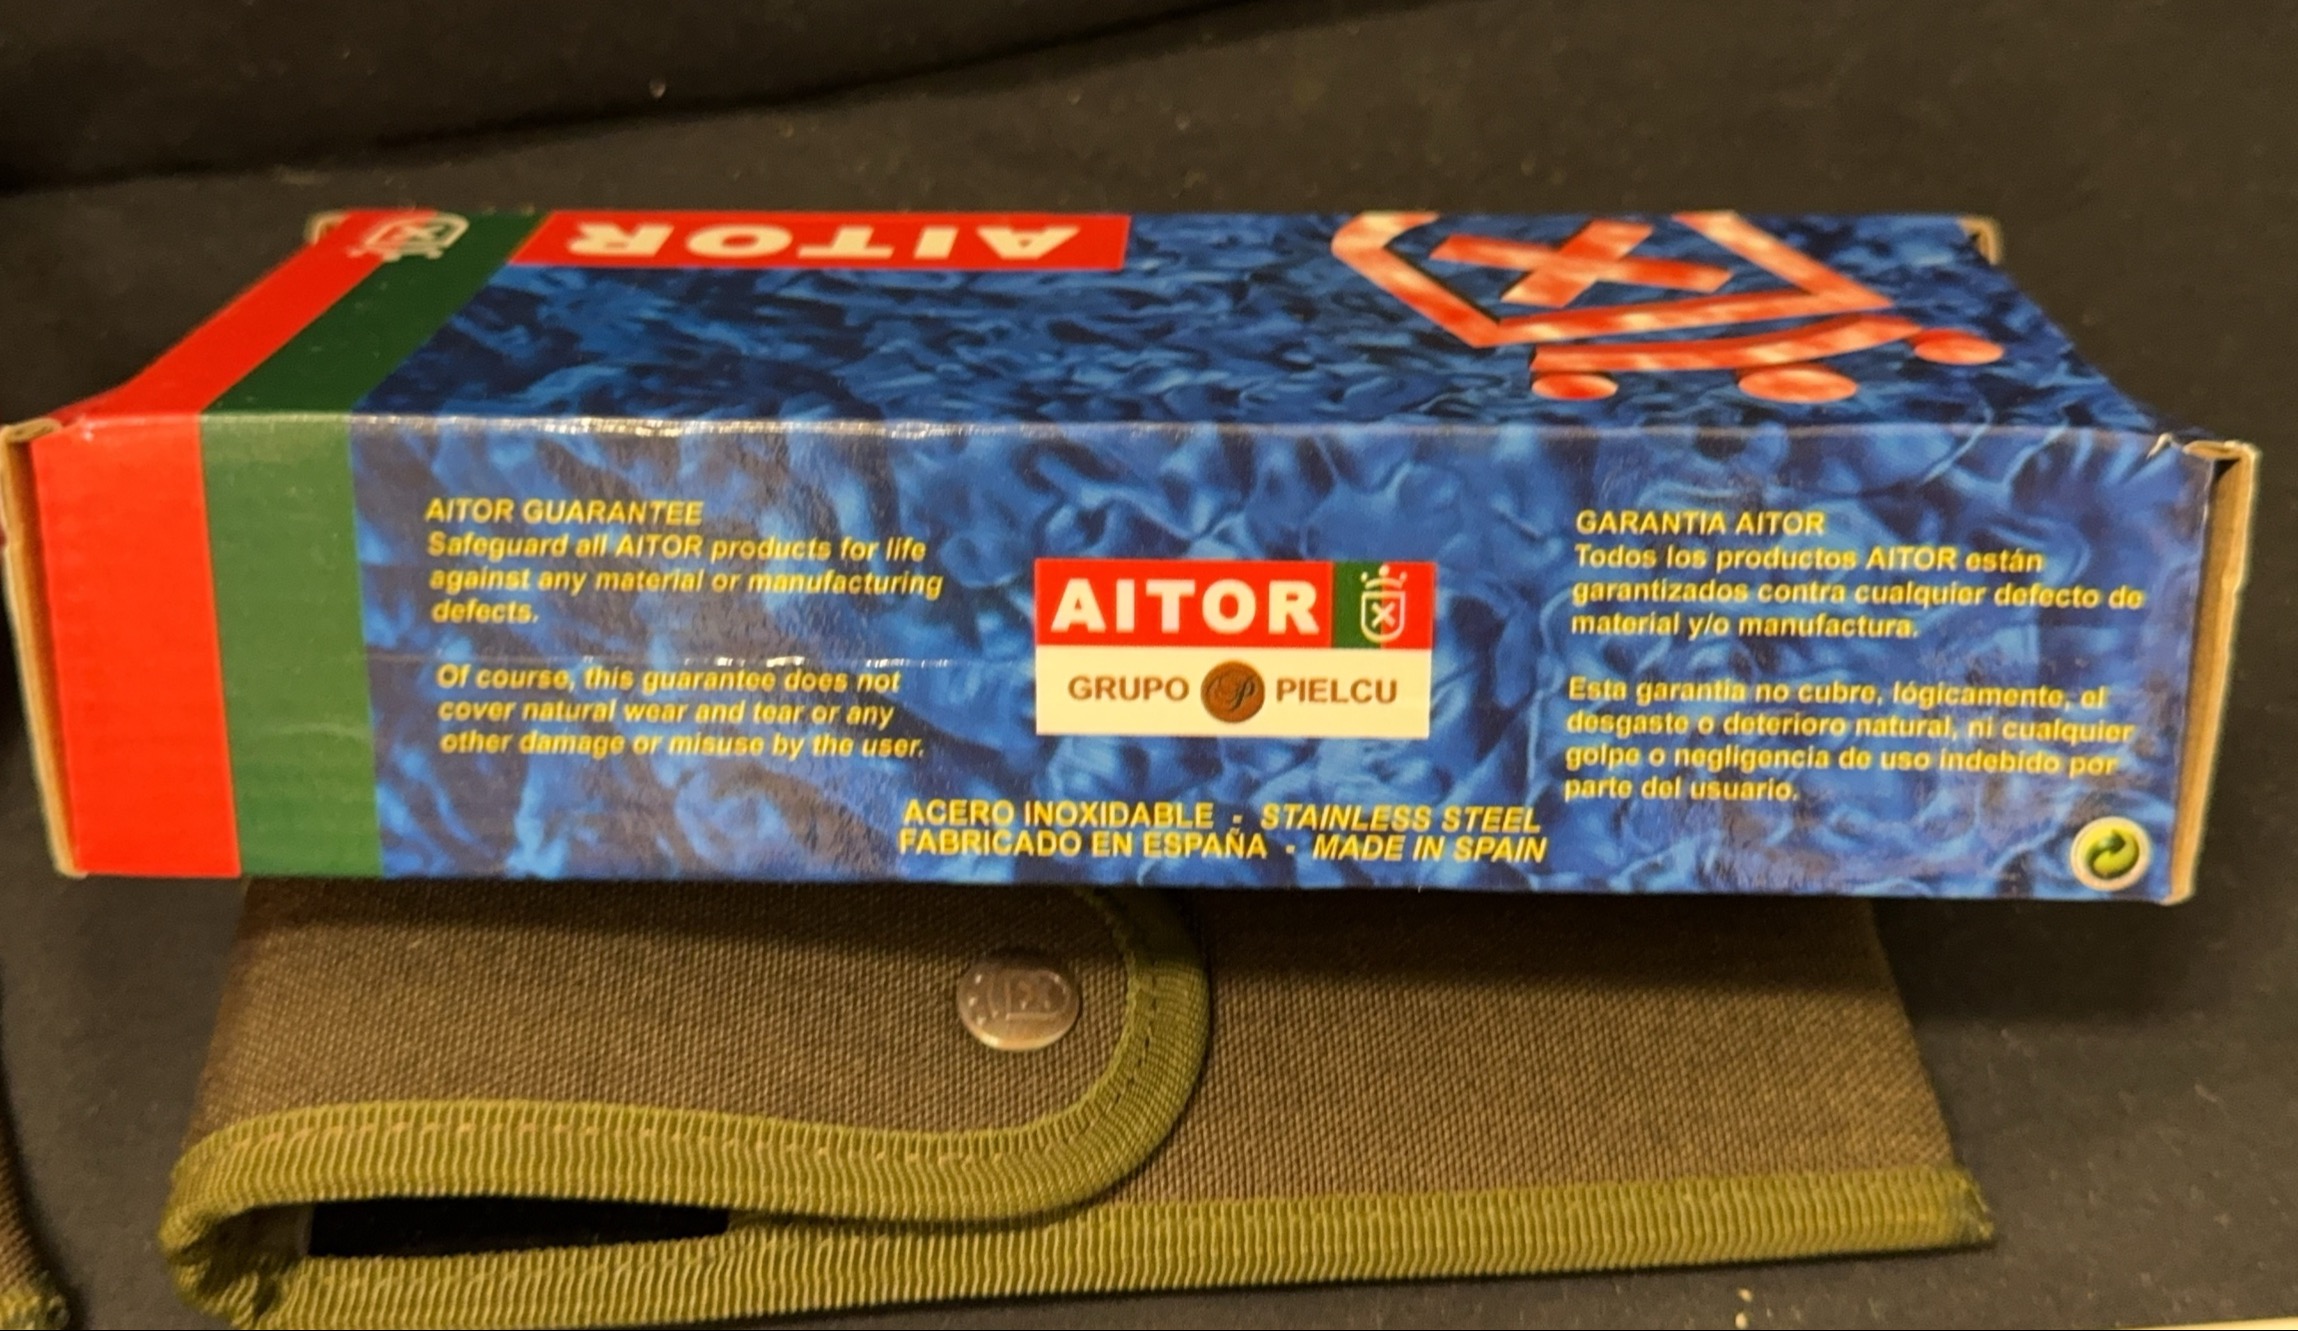 AITOR
AITOR GUARANTEE
Safeguard all AITOR products for life
against any material or manufacturing
defects.
Of course, this guarantee does not
cover natural wear and tear or any
other damage or misuse by the user.
AITOR
GRUPO PIELCU
GARANTIA AITOR
Todos los productos AITOR están
garantizados contra cualquier defecto de
material y/o manufactura.
Esta garantía no cubre, lógicamente, el
desgaste o deterioro natural, ni cualquier
golpe o negligencia de uso indebido por
parte del usuario.
ACERO INOXIDABLE - STAINLESS STEEL
FABRICADO EN ESPAÑA - MADE IN SPAIN